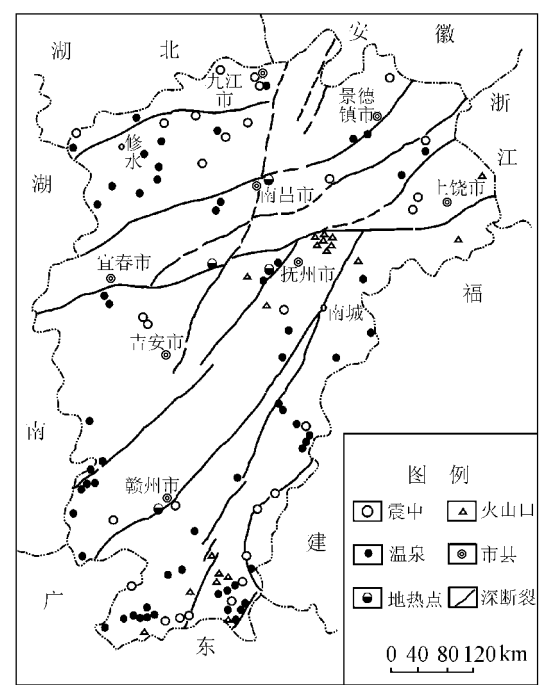 湖 北
安 徽
九江市
景德镇市
浙
修水
湖
江
南昌市
上饶市
宜春市
抚州市
福
南城
吉安市
南
图 例
赣州市
震中
火山口
温泉
市县
建
地热点
深断裂
广
东
0 40 80 120 km